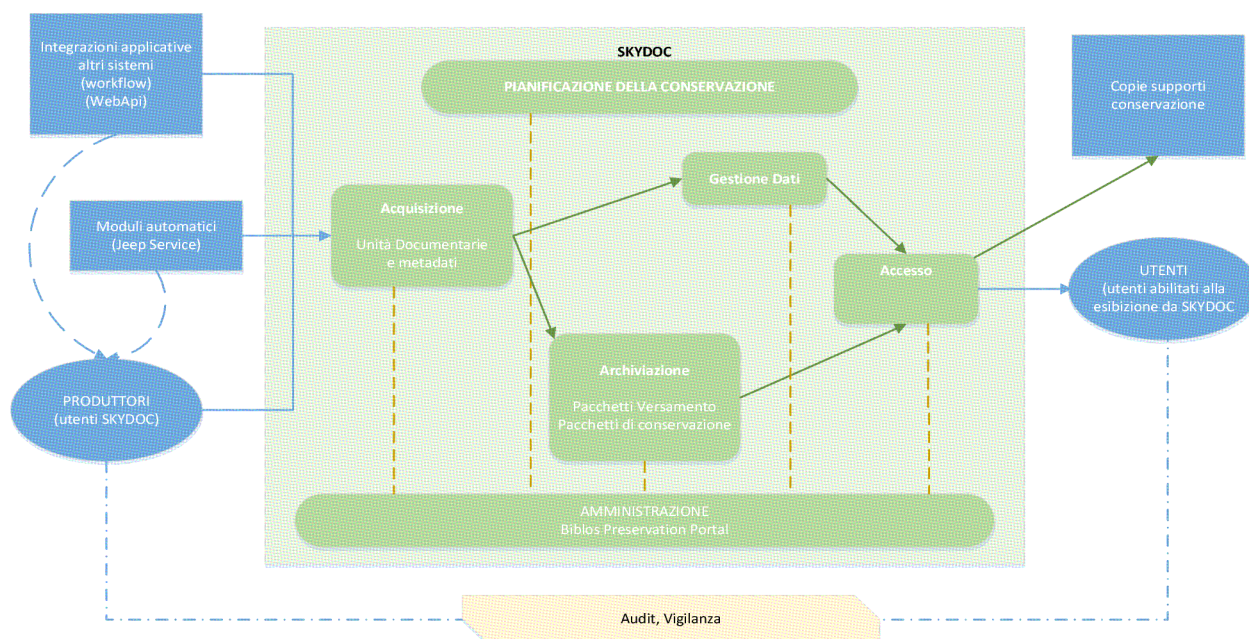 Integrazioni applicative
altri sistemi
(workflow)
(WebApi)
SKYDOC
PIANIFICAZIONE DELLA CONSERVAZIONE
Copie supporti
conservazione
Gestione Dati
Acquisizione
Unità Documentarie
e metadati
Moduli automatici
(Jeep Service)
Accesso
UTENTI
(utenti abilitati alla
esibizione da SKYDOC
Archiviazione
Pacchetti Versamento
Pacchetti di conservazione
PRODUTTORI
(utenti SKYDOC)
AMMINISTRAZIONE
Biblos Preservation Portal
Audit, Vigilanza